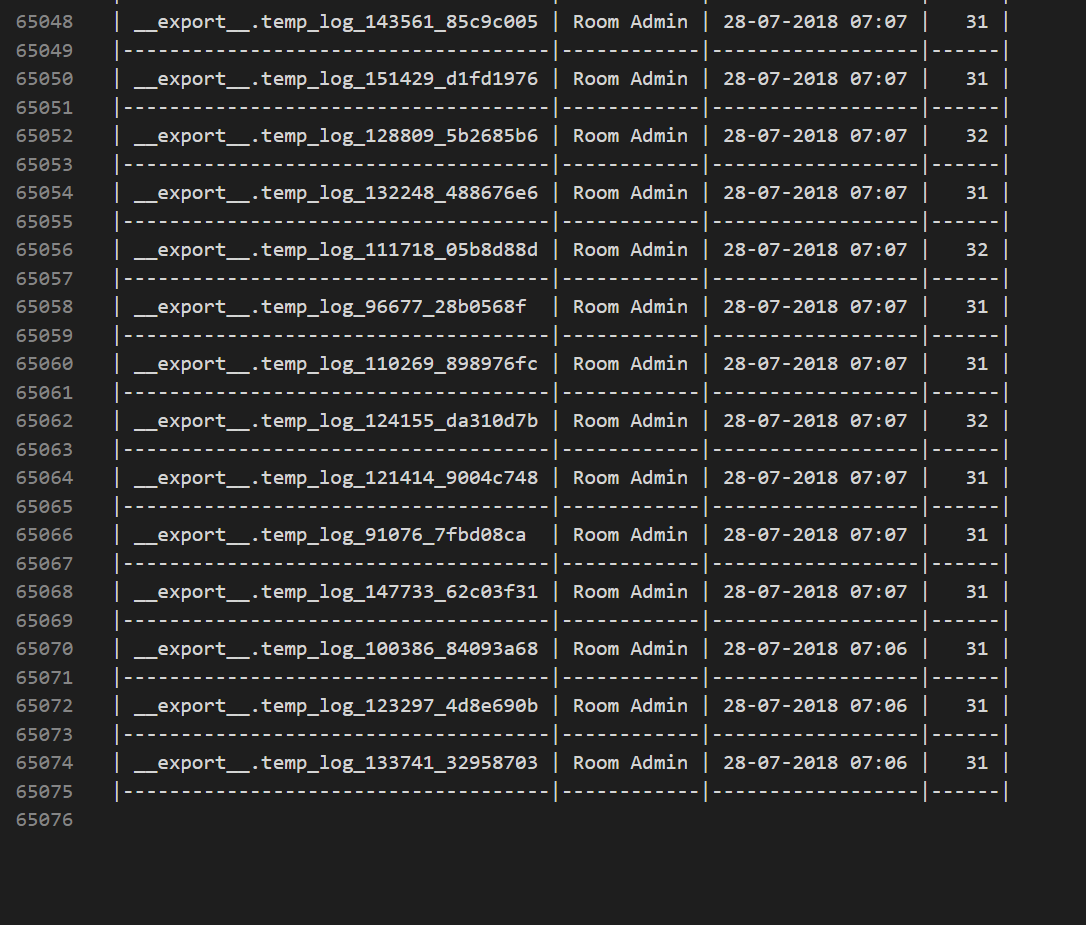 65048 | __export__.temp_log_143561_85c9c005 | Room Admin | 28-07-2018 07:07 | 31 |
65049 |-------------------------------------|------------|------------------|------|
65050 | __export__.temp_log_151429_d1fd1976 | Room Admin | 28-07-2018 07:07 | 31 |
65051 |-------------------------------------|------------|------------------|------|
65052 | __export__.temp_log_128809_5b2685b6 | Room Admin | 28-07-2018 07:07 | 32 |
65053 |-------------------------------------|------------|------------------|------|
65054 | __export__.temp_log_132248_488676e6 | Room Admin | 28-07-2018 07:07 | 31 |
65055 |-------------------------------------|------------|------------------|------|
65056 | __export__.temp_log_111718_05b8d88d | Room Admin | 28-07-2018 07:07 | 32 |
65057 |-------------------------------------|------------|------------------|------|
65058 | __export__.temp_log_96677_28b0568f | Room Admin | 28-07-2018 07:07 | 31 |
65059 |-------------------------------------|------------|------------------|------|
65060 | __export__.temp_log_110269_898976fc | Room Admin | 28-07-2018 07:07 | 31 |
65061 |-------------------------------------|------------|------------------|------|
65062 | __export__.temp_log_124155_da310d7b | Room Admin | 28-07-2018 07:07 | 32 |
65063 |-------------------------------------|------------|------------------|------|
65064 | __export__.temp_log_121414_9004c748 | Room Admin | 28-07-2018 07:07 | 31 |
65065 |-------------------------------------|------------|------------------|------|
65066 | __export__.temp_log_91076_7fbd08ca | Room Admin | 28-07-2018 07:07 | 31 |
65067 |-------------------------------------|------------|------------------|------|
65068 | __export__.temp_log_147733_62c03f31 | Room Admin | 28-07-2018 07:07 | 31 |
65069 |-------------------------------------|------------|------------------|------|
65070 | __export__.temp_log_100386_84093a68 | Room Admin | 28-07-2018 07:06 | 31 |
65071 |-------------------------------------|------------|------------------|------|
65072 | __export__.temp_log_123297_4d8e690b | Room Admin | 28-07-2018 07:06 | 31 |
65073 |-------------------------------------|------------|------------------|------|
65074 | __export__.temp_log_133741_32958703 | Room Admin | 28-07-2018 07:06 | 31 |
65075 |-------------------------------------|------------|------------------|------|
65076